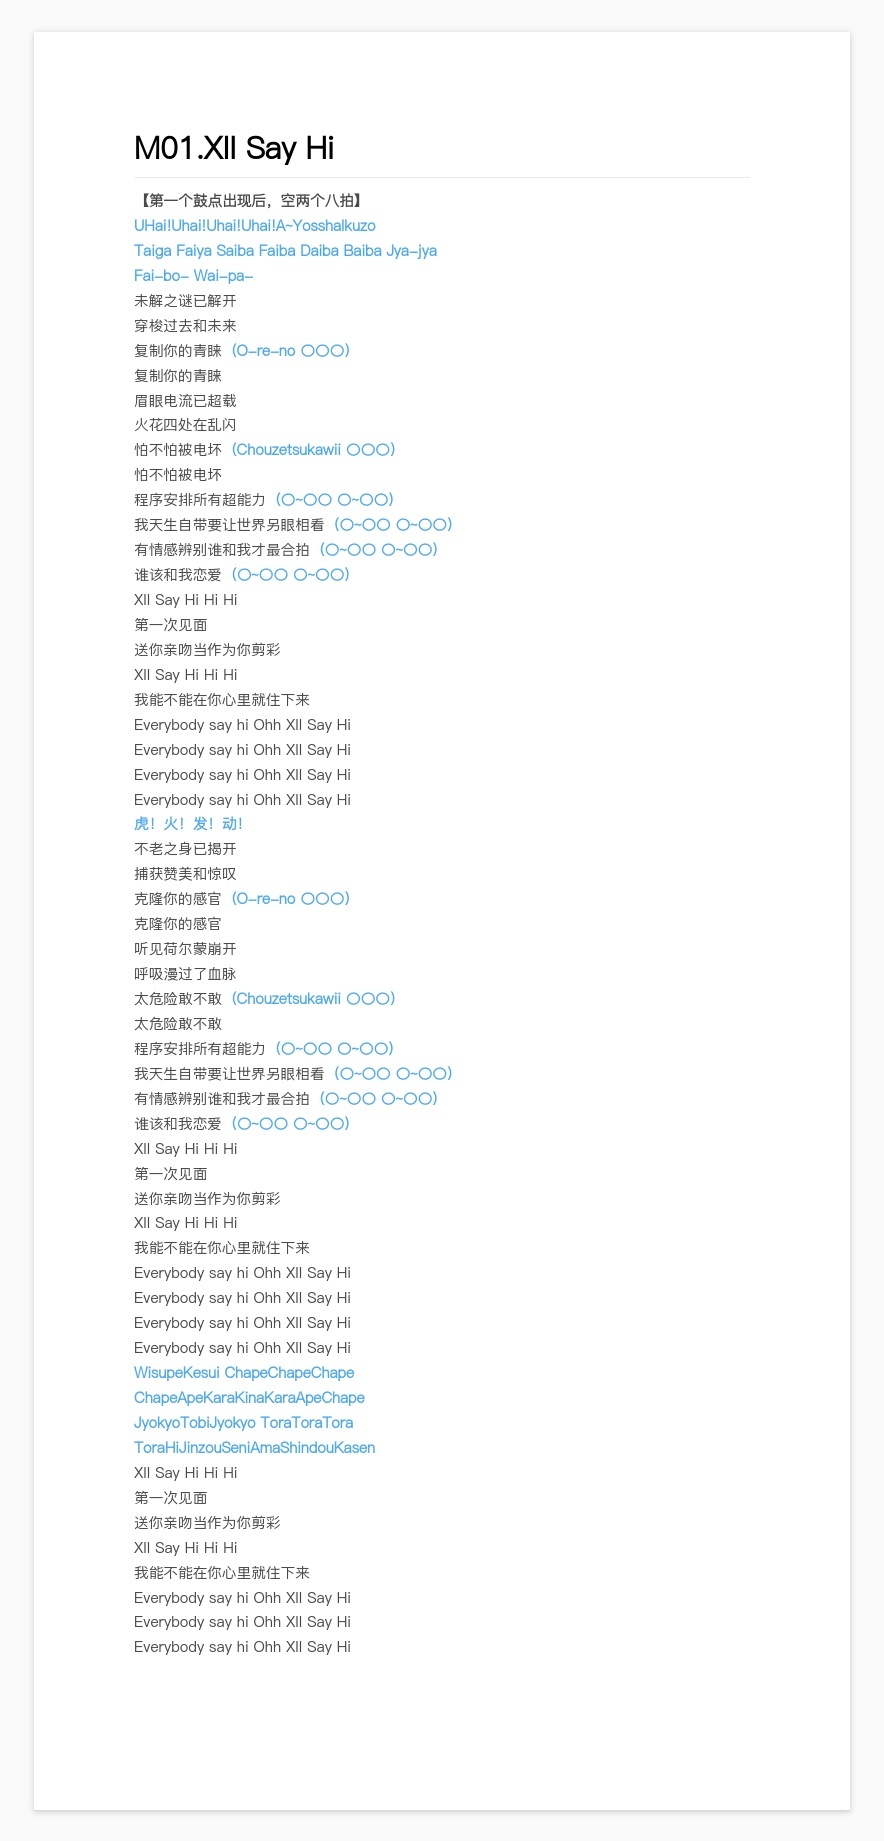 M01.XII Say Hi
【第一个鼓点出现后，空两个八拍】
UHai!Uhai!Uhai!Uhai!A~Yosshalkuzo
Taiga Faiya Saiba Faiba Daiba Baiba Jya-jya
Fai-bo- Wai-pa-
未解之谜已解开
穿梭过去和未来
复制你的青睐（O-re-no 〇〇〇）
复制你的青睐
眉眼电流已超载
火花四处在乱闪
怕不怕被电坏（Chouzetsukawii 〇〇〇）
怕不怕被电坏
程序安排所有超能力（〇~〇〇 〇~〇〇）
我天生自带要让世界另眼相看（〇~〇〇 〇~〇〇）
有情感辨别谁和我才最合拍（〇~〇〇 〇~〇〇）
谁该和我恋爱（〇~〇〇 〇~〇〇）
XII Say Hi Hi Hi
第一次见面
送你亲吻当作为你剪彩
XII Say Hi Hi Hi
我能不能在你心里就住下来
Everybody say hi Ohh XII Say Hi
Everybody say hi Ohh XII Say Hi
Everybody say hi Ohh XII Say Hi
Everybody say hi Ohh XII Say Hi
虎！火！发！动！
不老之身已揭开
捕获赞美和惊叹
克隆你的感官（O-re-no 〇〇〇）
克隆你的感官
听见荷尔蒙崩开
呼吸漫过了血脉
太危险敢不敢（Chouzetsukawii 〇〇〇）
太危险敢不敢
程序安排所有超能力（〇~〇〇 〇~〇〇）
我天生自带要让世界另眼相看（〇~〇〇 〇~〇〇）
有情感辨别谁和我才最合拍（〇~〇〇 〇~〇〇）
谁该和我恋爱（〇~〇〇 〇~〇〇）
XII Say Hi Hi Hi
第一次见面
送你亲吻当作为你剪彩
XII Say Hi Hi Hi
我能不能在你心里就住下来
Everybody say hi Ohh XII Say Hi
Everybody say hi Ohh XII Say Hi
Everybody say hi Ohh XII Say Hi
Everybody say hi Ohh XII Say Hi
WisupeKesui ChapeChapeChape
ChapeApeKaraKinaKaraApeChape
JyokyoTobiJyokyo ToraToraTora
ToraHiJinzouSeniAmaShindouKasen
XII Say Hi Hi Hi
第一次见面
送你亲吻当作为你剪彩
XII Say Hi Hi Hi
我能不能在你心里就住下来
Everybody say hi Ohh XII Say Hi
Everybody say hi Ohh XII Say Hi
Everybody say hi Ohh XII Say Hi